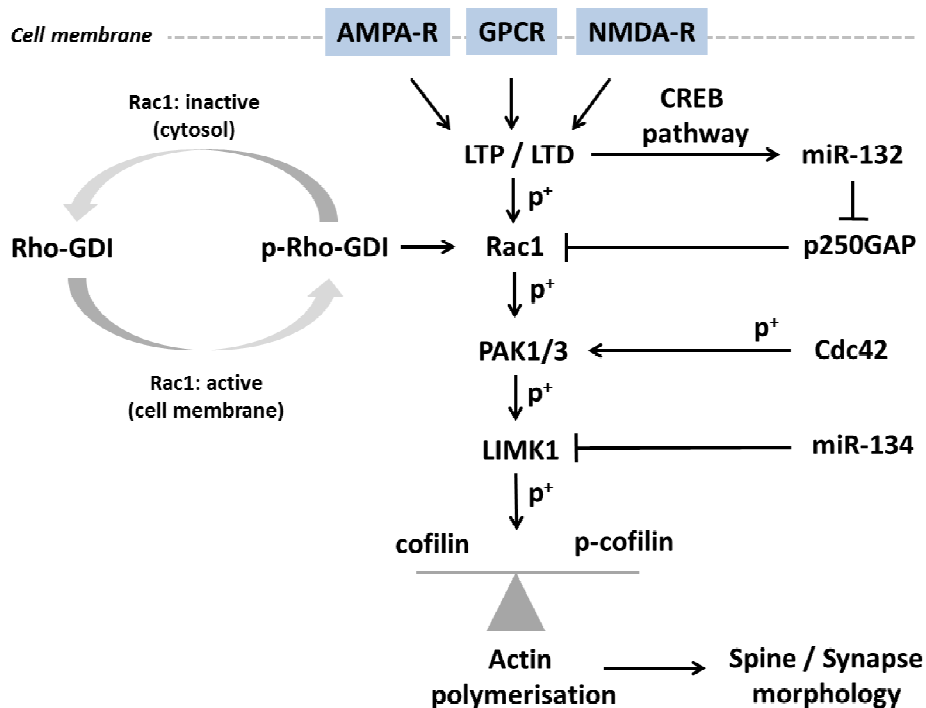 Cell membrane
AMPA-R
GPCR
NMDA-R
Rac1: inactive
(cytosol)
CREB
pathway
LTP / LTD
miR-132
p+
Rho-GDI
p-Rho-GDI
Rac1
p250GAP
p+
p+
PAK1/3
Cdc42
Rac1: active
(cell membrane)
p+
LIMK1
miR-134
p+
cofilin
p-cofilin
Actin
polymerisation
Spine / Synapse
morphology